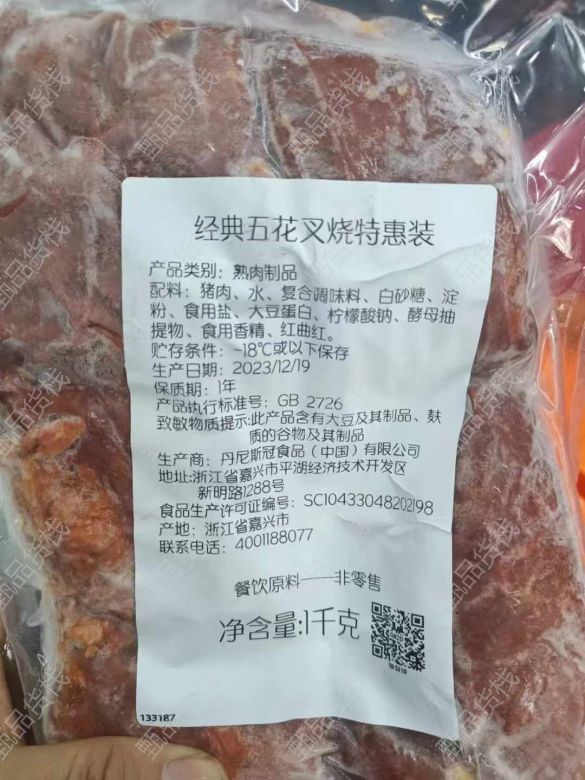 经典五花叉烧特惠装
产品类别：熟肉制品
配料：猪肉、水、复合调味料、白砂糖、淀
粉、食用盐、大豆蛋白、柠檬酸钠、酵母抽
提物、食用香精、红曲红。
贮存条件：-18℃或以下保存
生产日期：2023/12/19
保质期：1年
产品执行标准号：GB 2726
致敏物质提示:此产品含有大豆及其制品、麸
质的谷物及其制品
生产商：丹尼斯冠食品（中国）有限公司
地址:浙江省嘉兴市平湖经济技术开发区
新明路1288号
食品生产许可证编号：SC10433048202198
产地：浙江省嘉兴市
联系电话：4001188077
餐饮原料——非零售
净含量:1千克
133187
甄品货栈